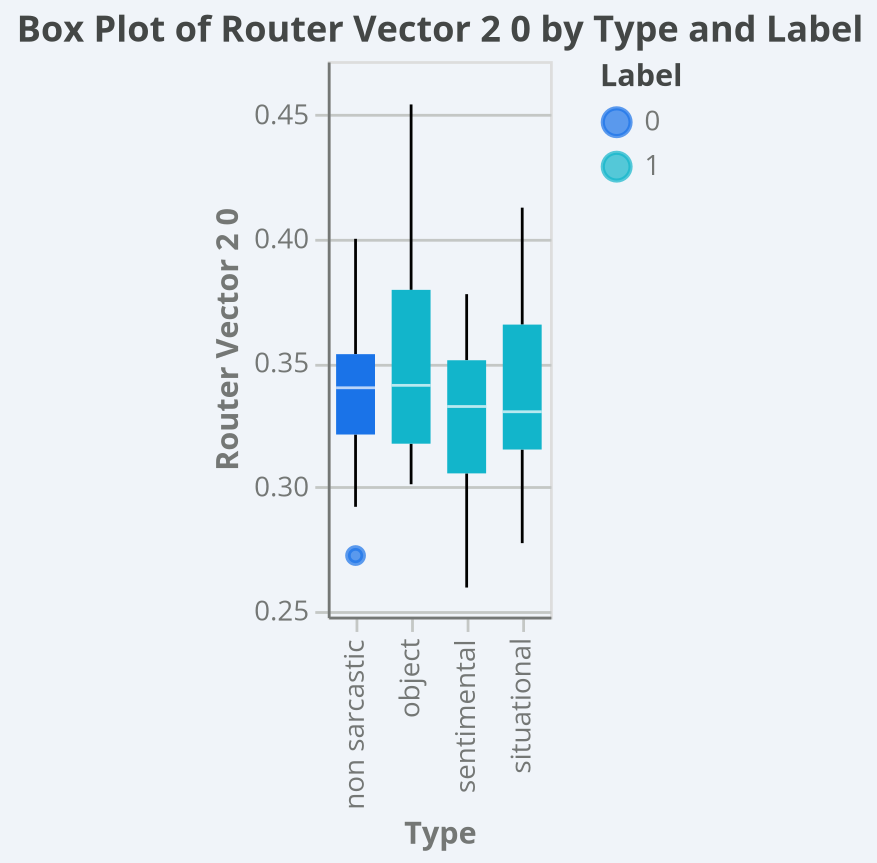 Box Plot of Router Vector 2 0 by Type and Label
Label
0
1
Router Vector 2 0
0.45
0.40
0.35
0.30
0.25
non sarcastic
object
sentimental
situational
Type